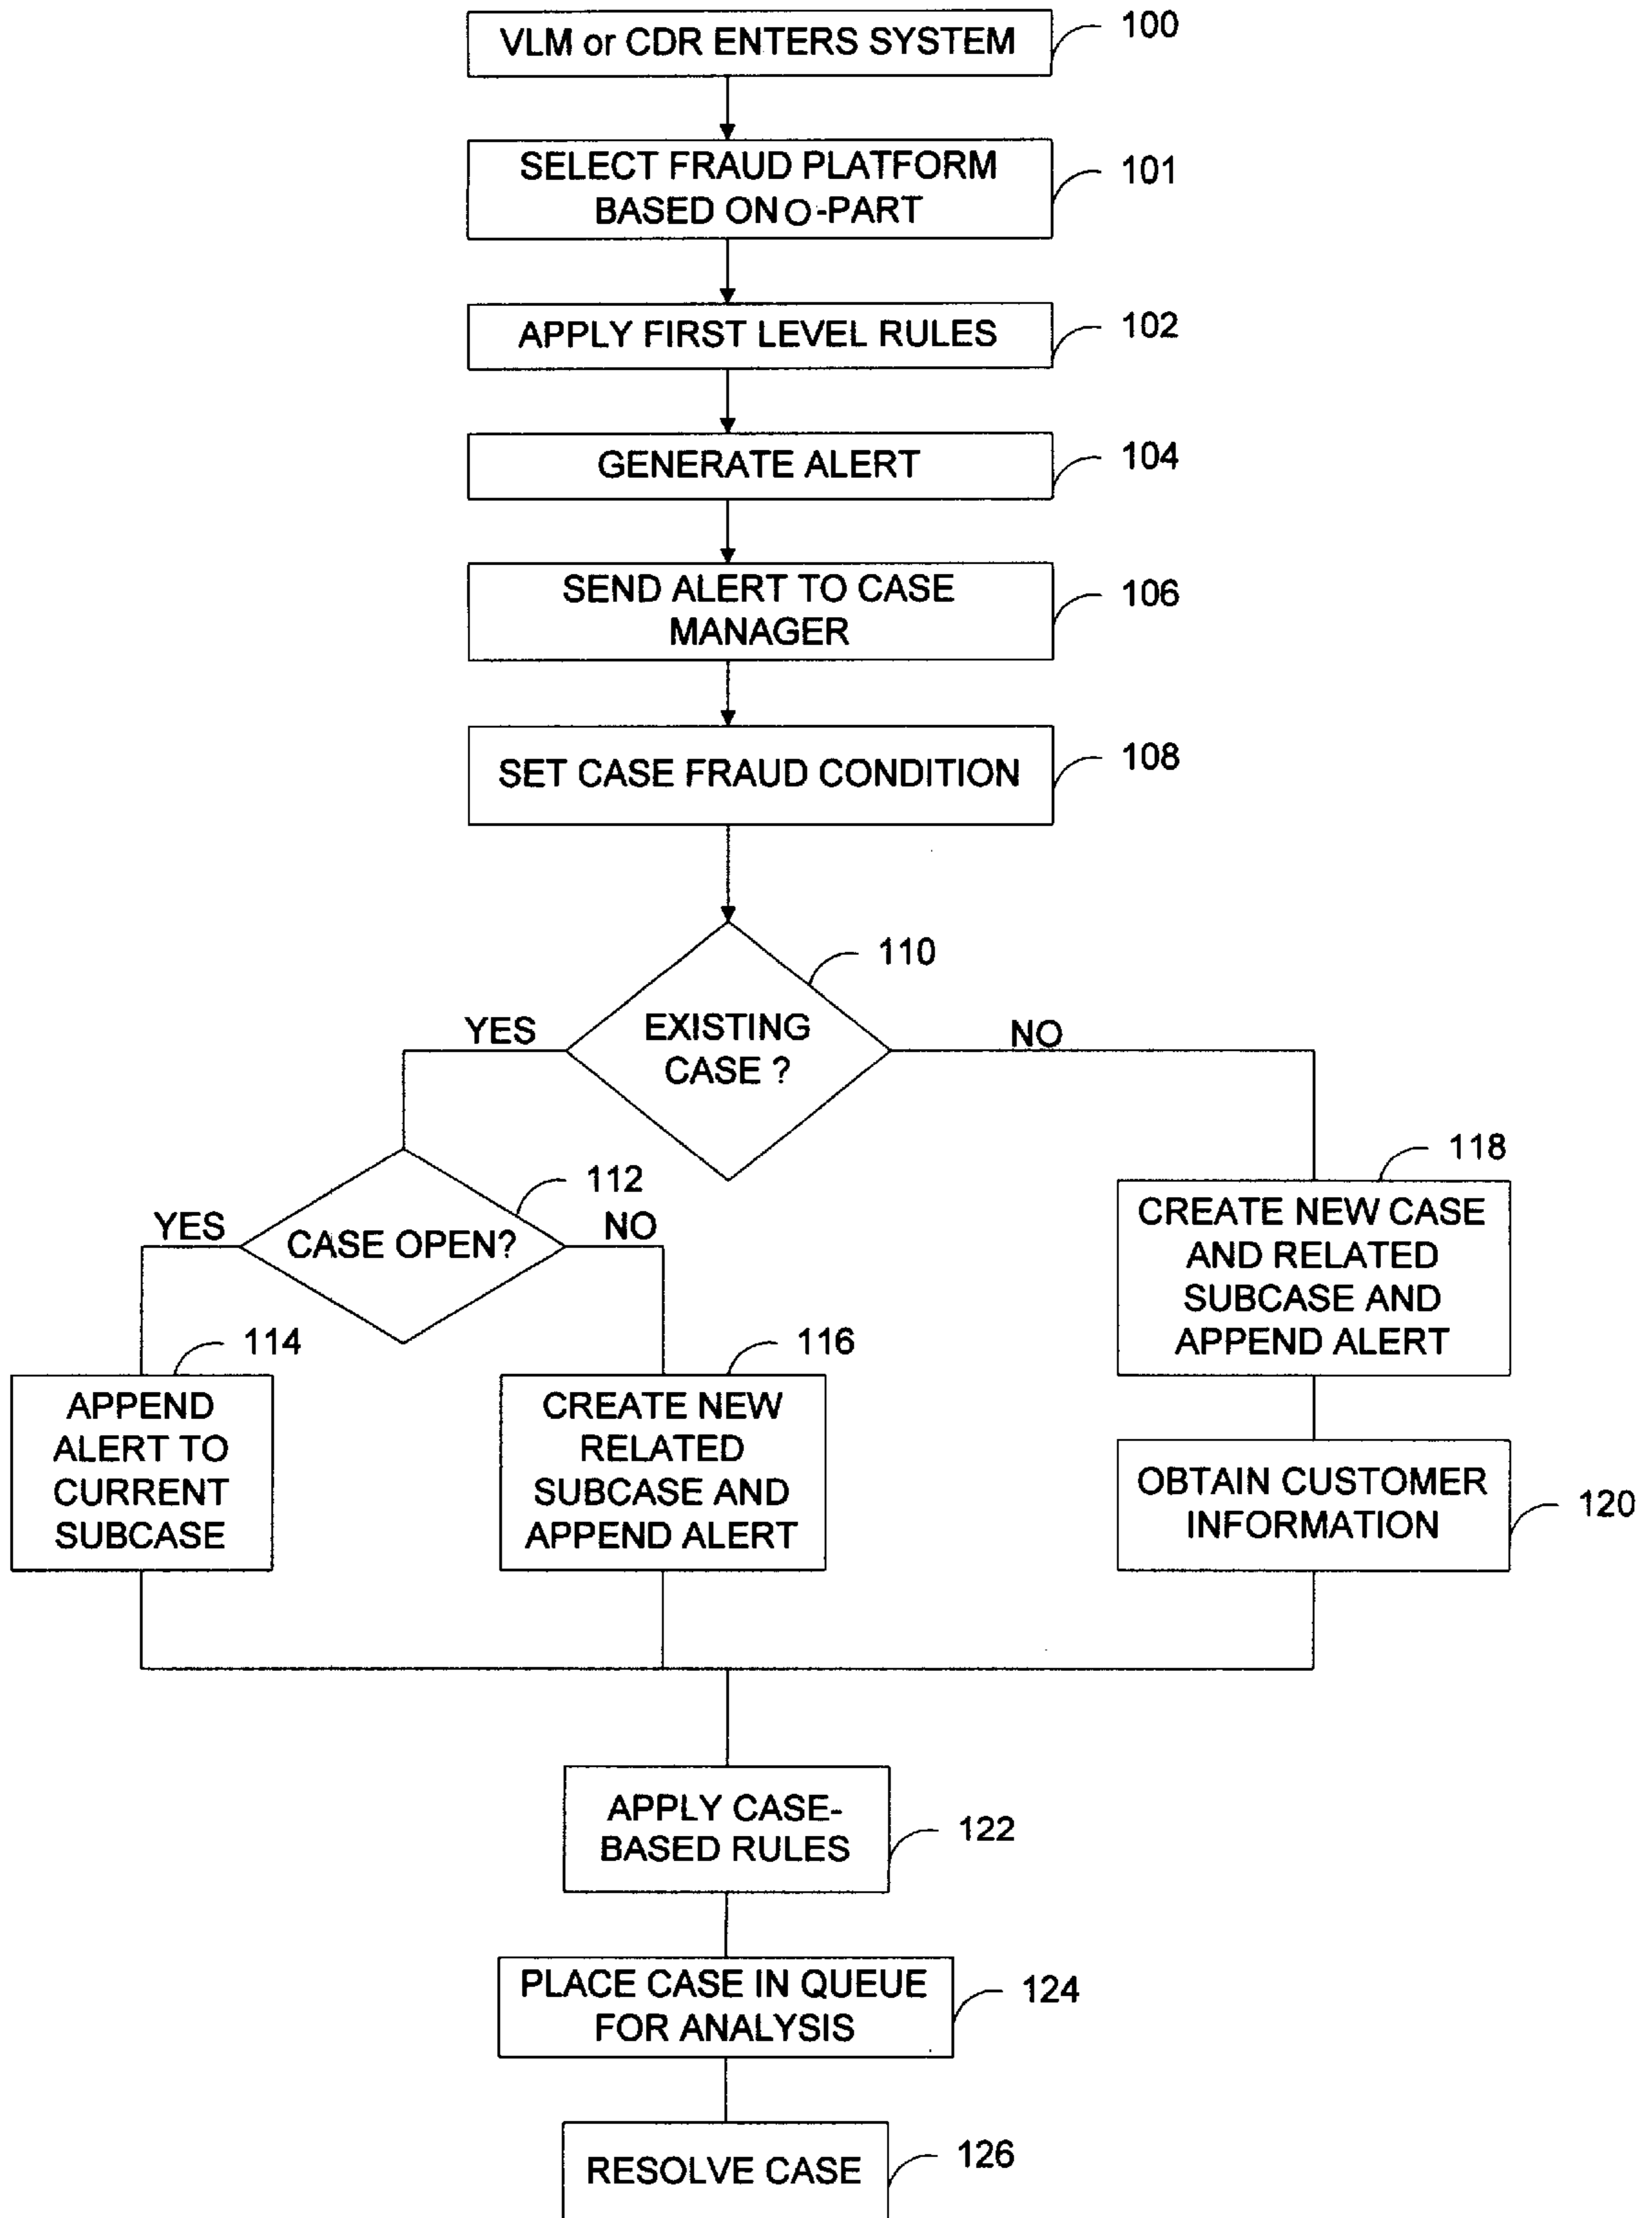 VLM or CDR ENTERS SYSTEM
100
SELECT FRAUD PLATFORM
BASED ON O-PART
101
APPLY FIRST LEVEL RULES
102
GENERATE ALERT
104
SEND ALERT TO CASE
MANAGER
106
SET CASE FRAUD CONDITION
108
110
EXISTING
CASE ?
YES
NO
112
CASE OPEN?
YES
NO
118
CREATE NEW CASE
AND RELATED
SUBCASE AND
APPEND ALERT
114
APPEND
ALERT TO
CURRENT
SUBCASE
116
CREATE NEW
RELATED
SUBCASE AND
APPEND ALERT
OBTAIN CUSTOMER
INFORMATION
120
APPLY CASE-
BASED RULES
122
PLACE CASE IN QUEUE
FOR ANALYSIS
124
RESOLVE CASE
126